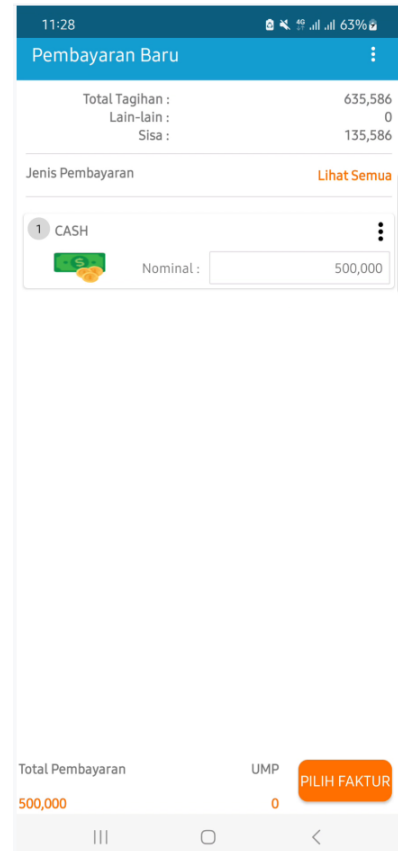 11:28 63%
Pembayaran Baru
Total Tagihan : 635,586
Lain-lain : 0
Sisa : 135,586
Jenis Pembayaran Lihat Semua
1 CASH
Nominal : 500,000
Total Pembayaran UMP
PILIH FAKTUR
500,000 0